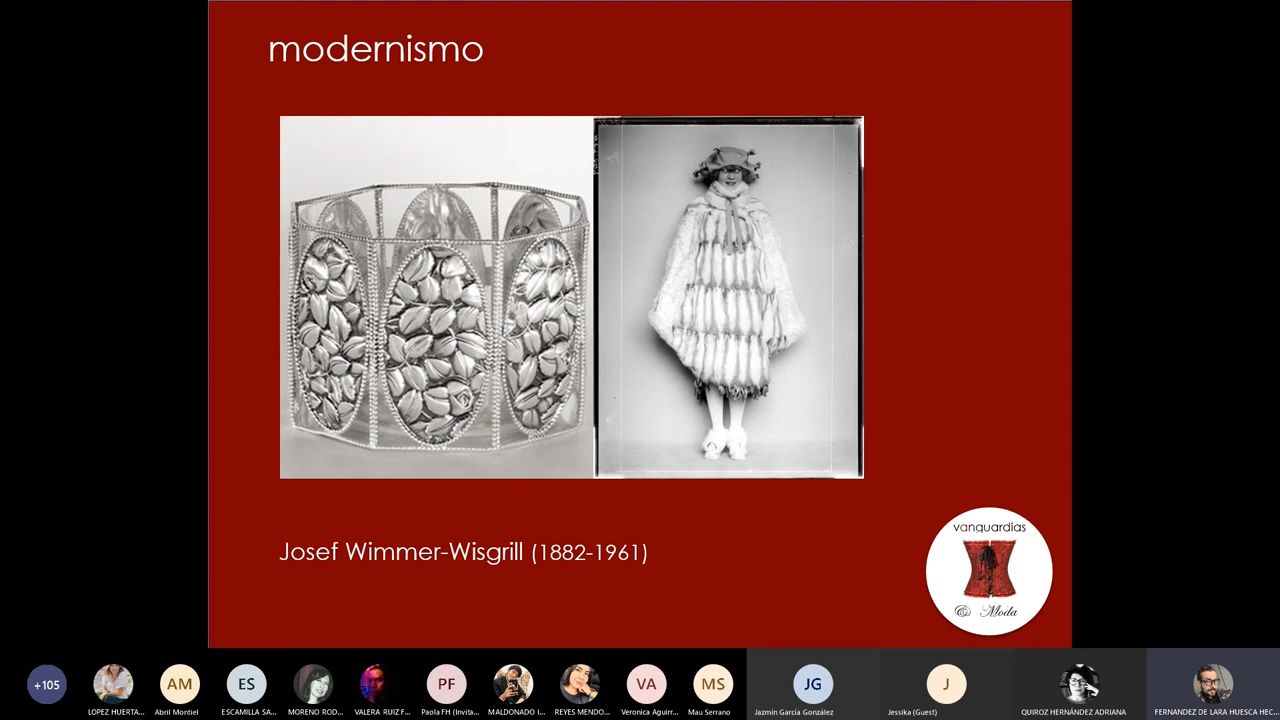 modernismo
Josef Wimmer-Wisgrill (1882-1961)
vanguardias
& Moda
+105
AM
ES
PF
VA
MS
JG
J
LOPEZ HUERTA...
Abril Montiel
ESCAMILLA SA...
MORENO ROD...
VALERA RUIZ F...
Paola FH (Invita...
MALDONADO I...
REYES MENDO...
Veronica Aguirr...
Mau Serrano
Jazmín García González
Jessika (Guest)
QUIROZ HERNÁNDEZ ADRIANA
FERNANDEZ DE LARA HUESCA HEC...